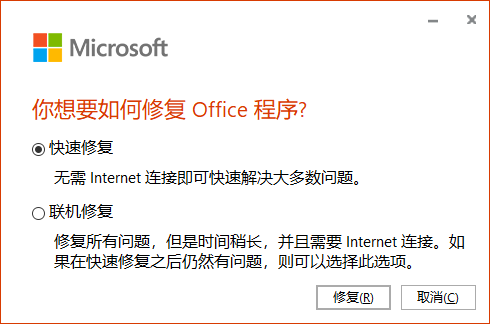 Microsoft
你想要如何修复 Office 程序?
快速修复
无需 Internet 连接即可快速解决大多数问题。
联机修复
修复所有问题，但是时间稍长，并且需要 Internet 连接。如
果在快速修复之后仍然有问题，则可以选择此选项。
修复(R) 取消(C)